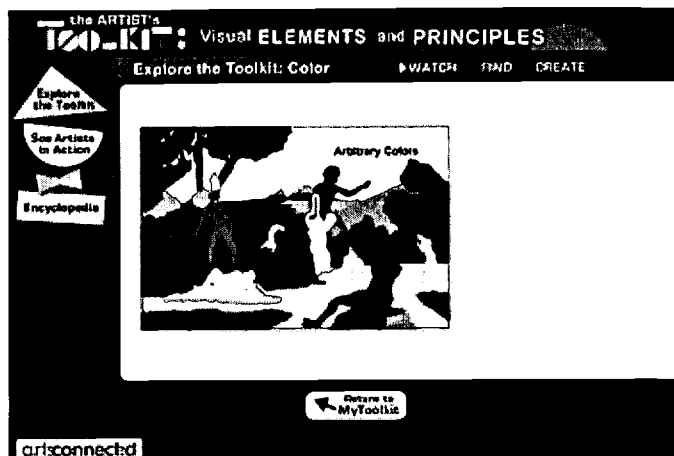 the ARTIST's
TOOLKIT: Visual ELEMENTS and PRINCIPLES
Explore the Toolkit: Color
WATCH FIND CREATE
Explore
the Toolkit
See Artists
in Action
Encyclopedia
Arbitrary Colors
Return to
MyToolkit
artsconnected